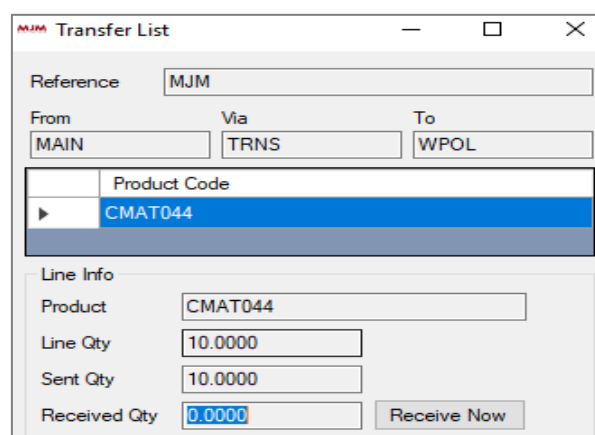 MJM Transfer List
Reference MJM
From Via To
MAIN TRNS WPOL
Product Code
CMAT044
Line Info
Product CMAT044
Line Qty 10.0000
Sent Qty 10.0000
Received Qty 0.0000 Receive Now